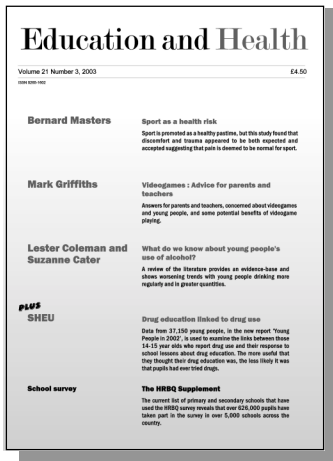 Education and Health
Volume 21 Number 3, 2003 £4.50
ISSN 0265-1602
Bernard Masters
Sport as a health risk
Sport is promoted as a healthy pastime, but this study found that
discomfort and trauma appeared to be both expected and
accepted suggesting that pain is deemed to be normal for sport.
Mark Griffiths
Videogames : Advice for parents and
teachers
Answers for parents and teachers, concerned about videogames
and young people, and some potential benefits of videogame
playing.
Lester Coleman and
Suzanne Cater
What do we know about young people's
use of alcohol?
A review of the literature provides an evidence-base and
shows worsening trends with young people drinking more
regularly and in greater quantities.
PLUS
SHEU
Drug education linked to drug use
Data from 37,150 young people, in the new report 'Young
People in 2002', is used to examine the links between those
14-15 year olds who report drug use and their response to
school lessons about drug education. The more useful that
they thought their drug education was, the less likely it was
that pupils had ever tried drugs.
School survey
The HRBQ Supplement
The current list of primary and secondary schools that have
used the HRBQ survey reveals that over 626,000 pupils have
taken part in the survey in over 5,000 schools across the
country.